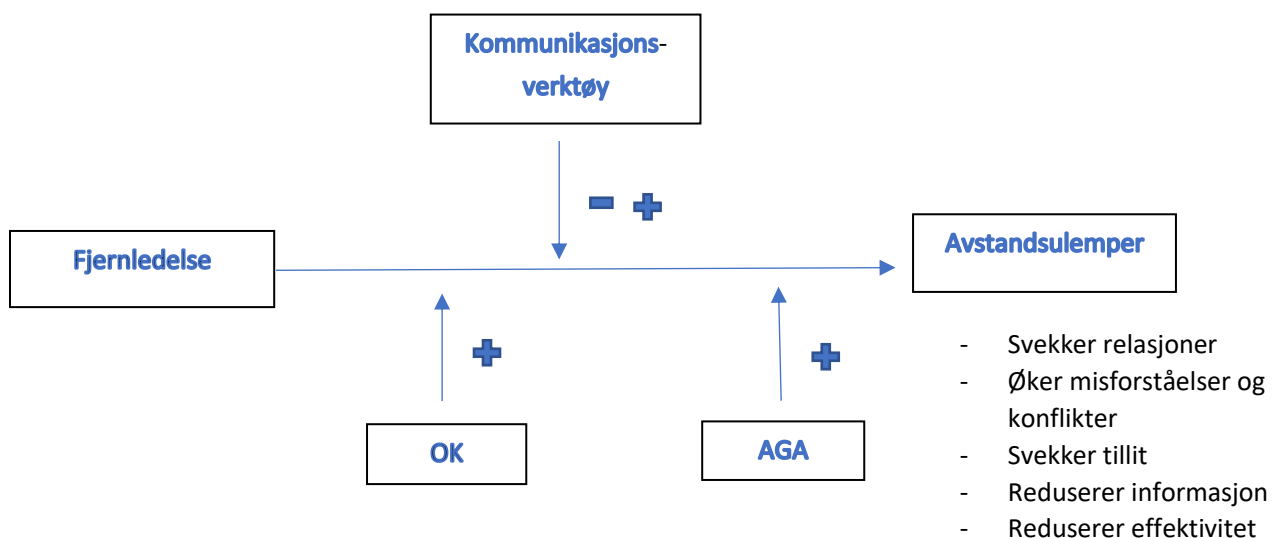 Kommunikasjons-
verktøy
Fjernledelse
Avstandsulemper
OK
AGA
- Svekker relasjoner
- Øker misforståelser og
konflikter
- Svekker tillit
- Reduserer informasjon
- Reduserer effektivitet